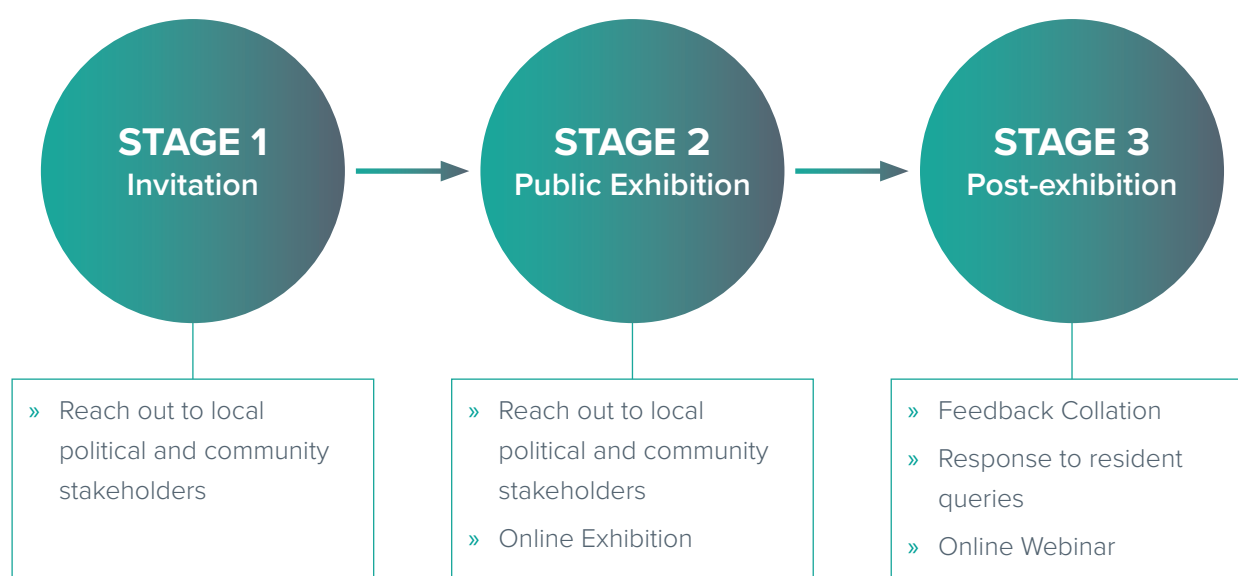 STAGE 1
Invitation
STAGE 2
Public Exhibition
STAGE 3
Post-exhibition
» Reach out to local
political and community
stakeholders
» Reach out to local
political and community
stakeholders
» Online Exhibition
» Feedback Collation
» Response to resident
queries
» Online Webinar